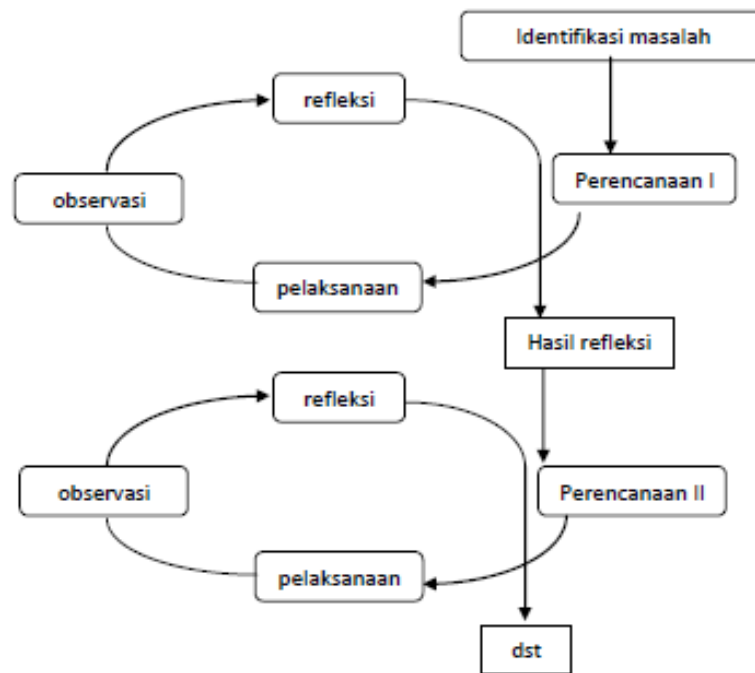 Identifikasi masalah
refleksi
Perencanaan I
observasi
pelaksanaan
Hasil refleksi
refleksi
observasi
Perencanaan II
pelaksanaan
dst